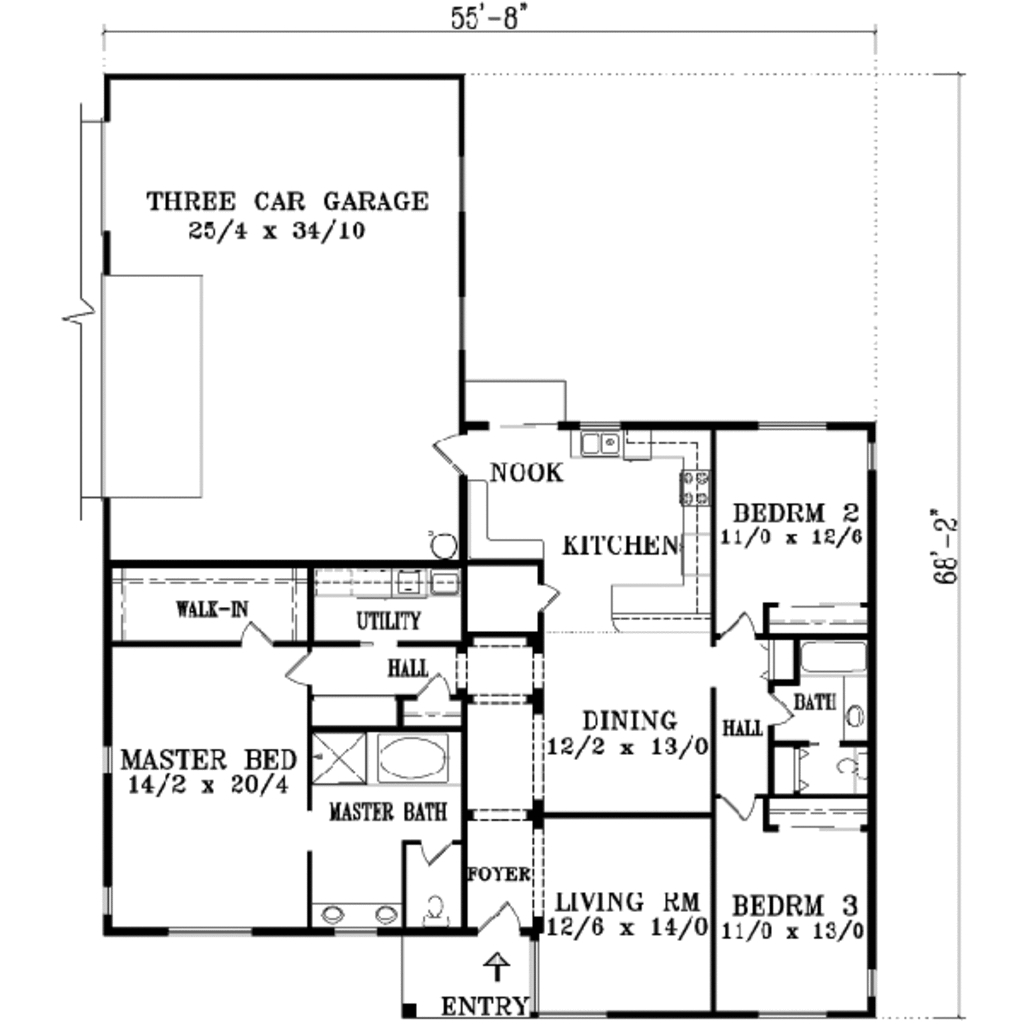 55'-8"
THREE CAR GARAGE
25/4 x 34/10
NOOK
BEDRM 2
11/0 x 12/6
68'-2"
KITCHEN
WALK-IN
UTILITY
HALL
BATH
DINING
12/2 x 13/0
HALL
MASTER BED
14/2 x 20/4
MASTER BATH
FOYER
LIVING RM
12/6 x 14/0
BEDRM 3
11/0 x 13/0
ENTRY